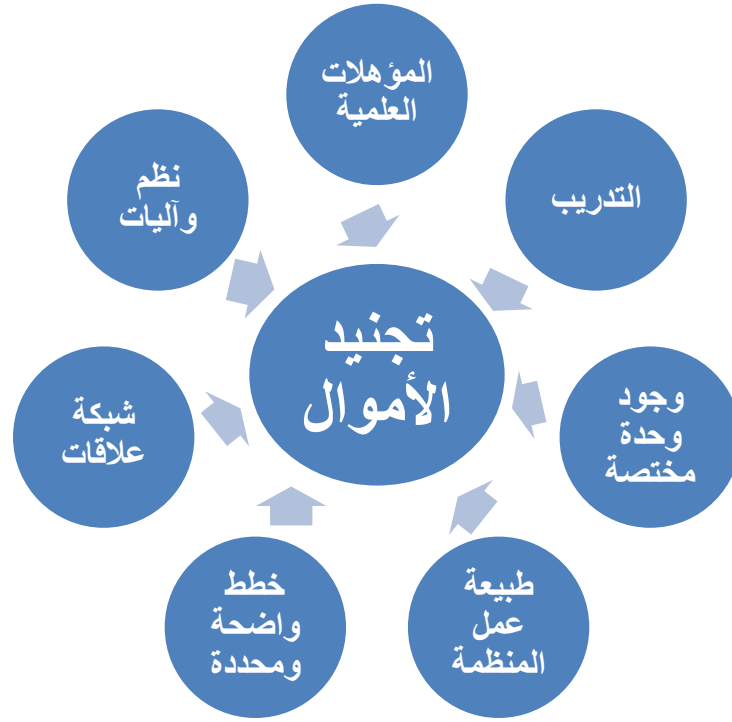 المؤهلات
العلمية
التدريب
وجود
وحدة
مختصة
طبيعة
عمل
المنظمة
خطط
واضحة
ومحددة
شبكة
علاقات
نظم
وآليات
تجنيد
الأموال